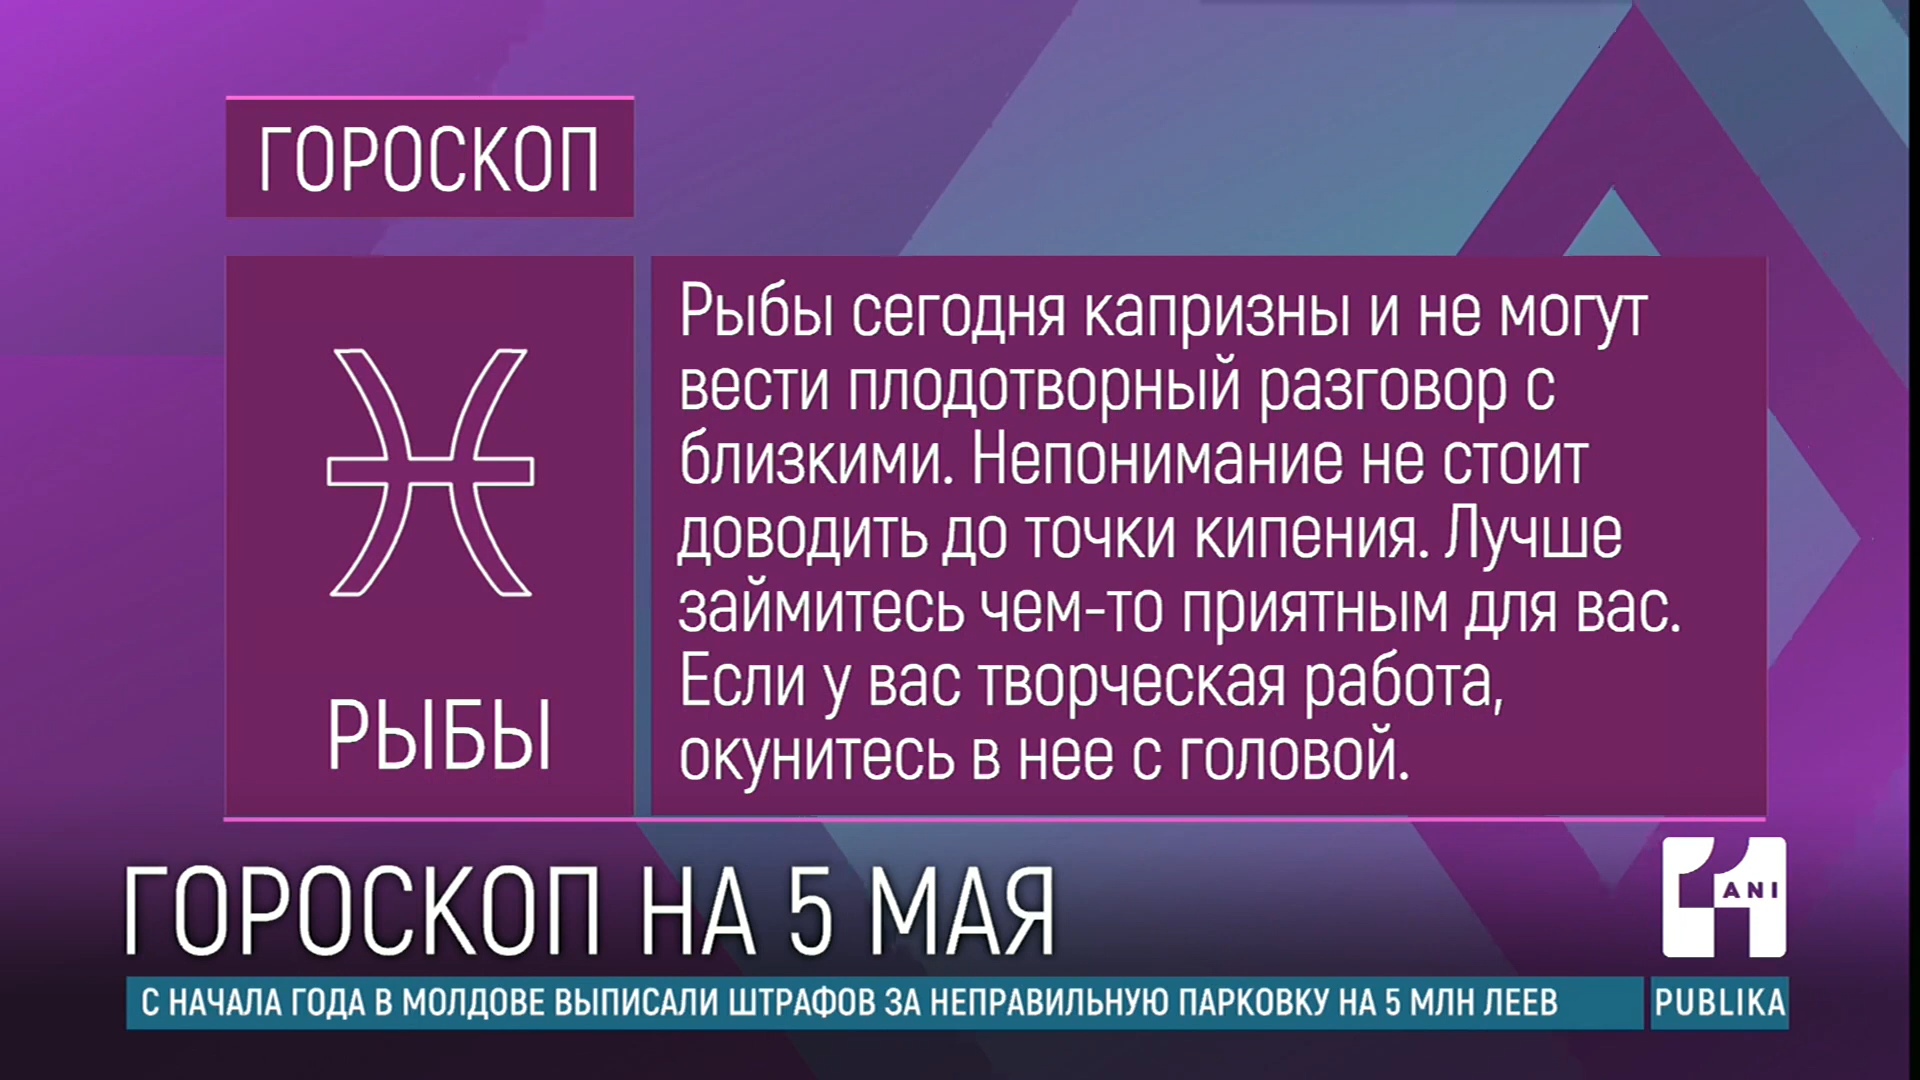 ГОРОСКОП
РЫБЫ
Рыбы сегодня капризны и не могут
вести плодотворный разговор с
близкими. Непонимание не стоит
доводить до точки кипения. Лучше
займитесь чем-то приятным для вас.
Если у вас творческая работа,
окунитесь в нее с головой.
ГОРОСКОП НА 5 МАЯ
11 ANI
С НАЧАЛА ГОДА В МОЛДОВЕ ВЫПИСАЛИ ШТРАФОВ ЗА НЕПРАВИЛЬНУЮ ПАРКОВКУ НА 5 МЛН ЛЕЕВ
PUBLIKA